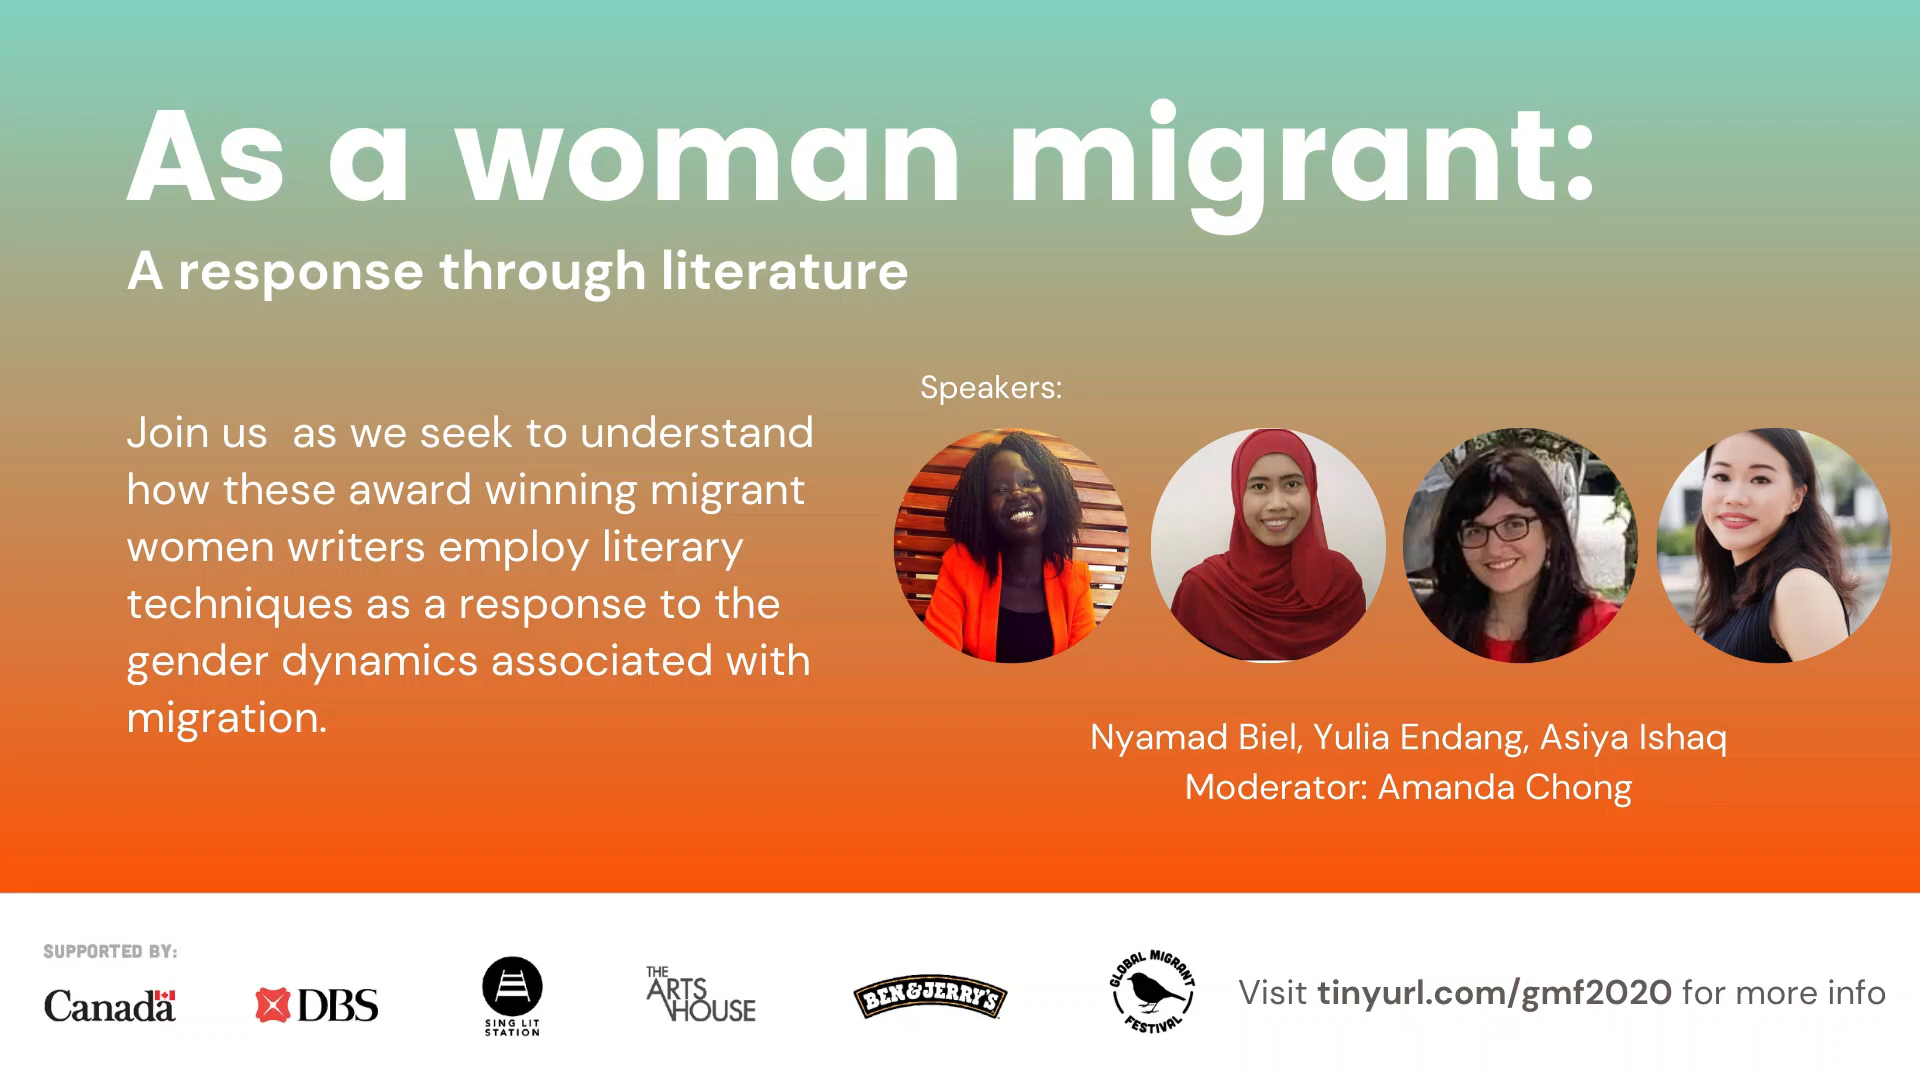 As a woman migrant:
A response through literature
Join us  as we seek to understand
how these award winning migrant
women writers employ literary
techniques as a response to the
gender dynamics associated with
migration.
Speakers:
Nyamad Biel, Yulia Endang, Asiya Ishaq
Moderator: Amanda Chong
SUPPORTED BY:
Canada
DBS
SING LIT
STATION
THE
ARTS
HOUSE
BEN & JERRY'S
GLOBAL MIGRANT
FESTIVAL
Visit tinyurl.com/gmf2020 for more info